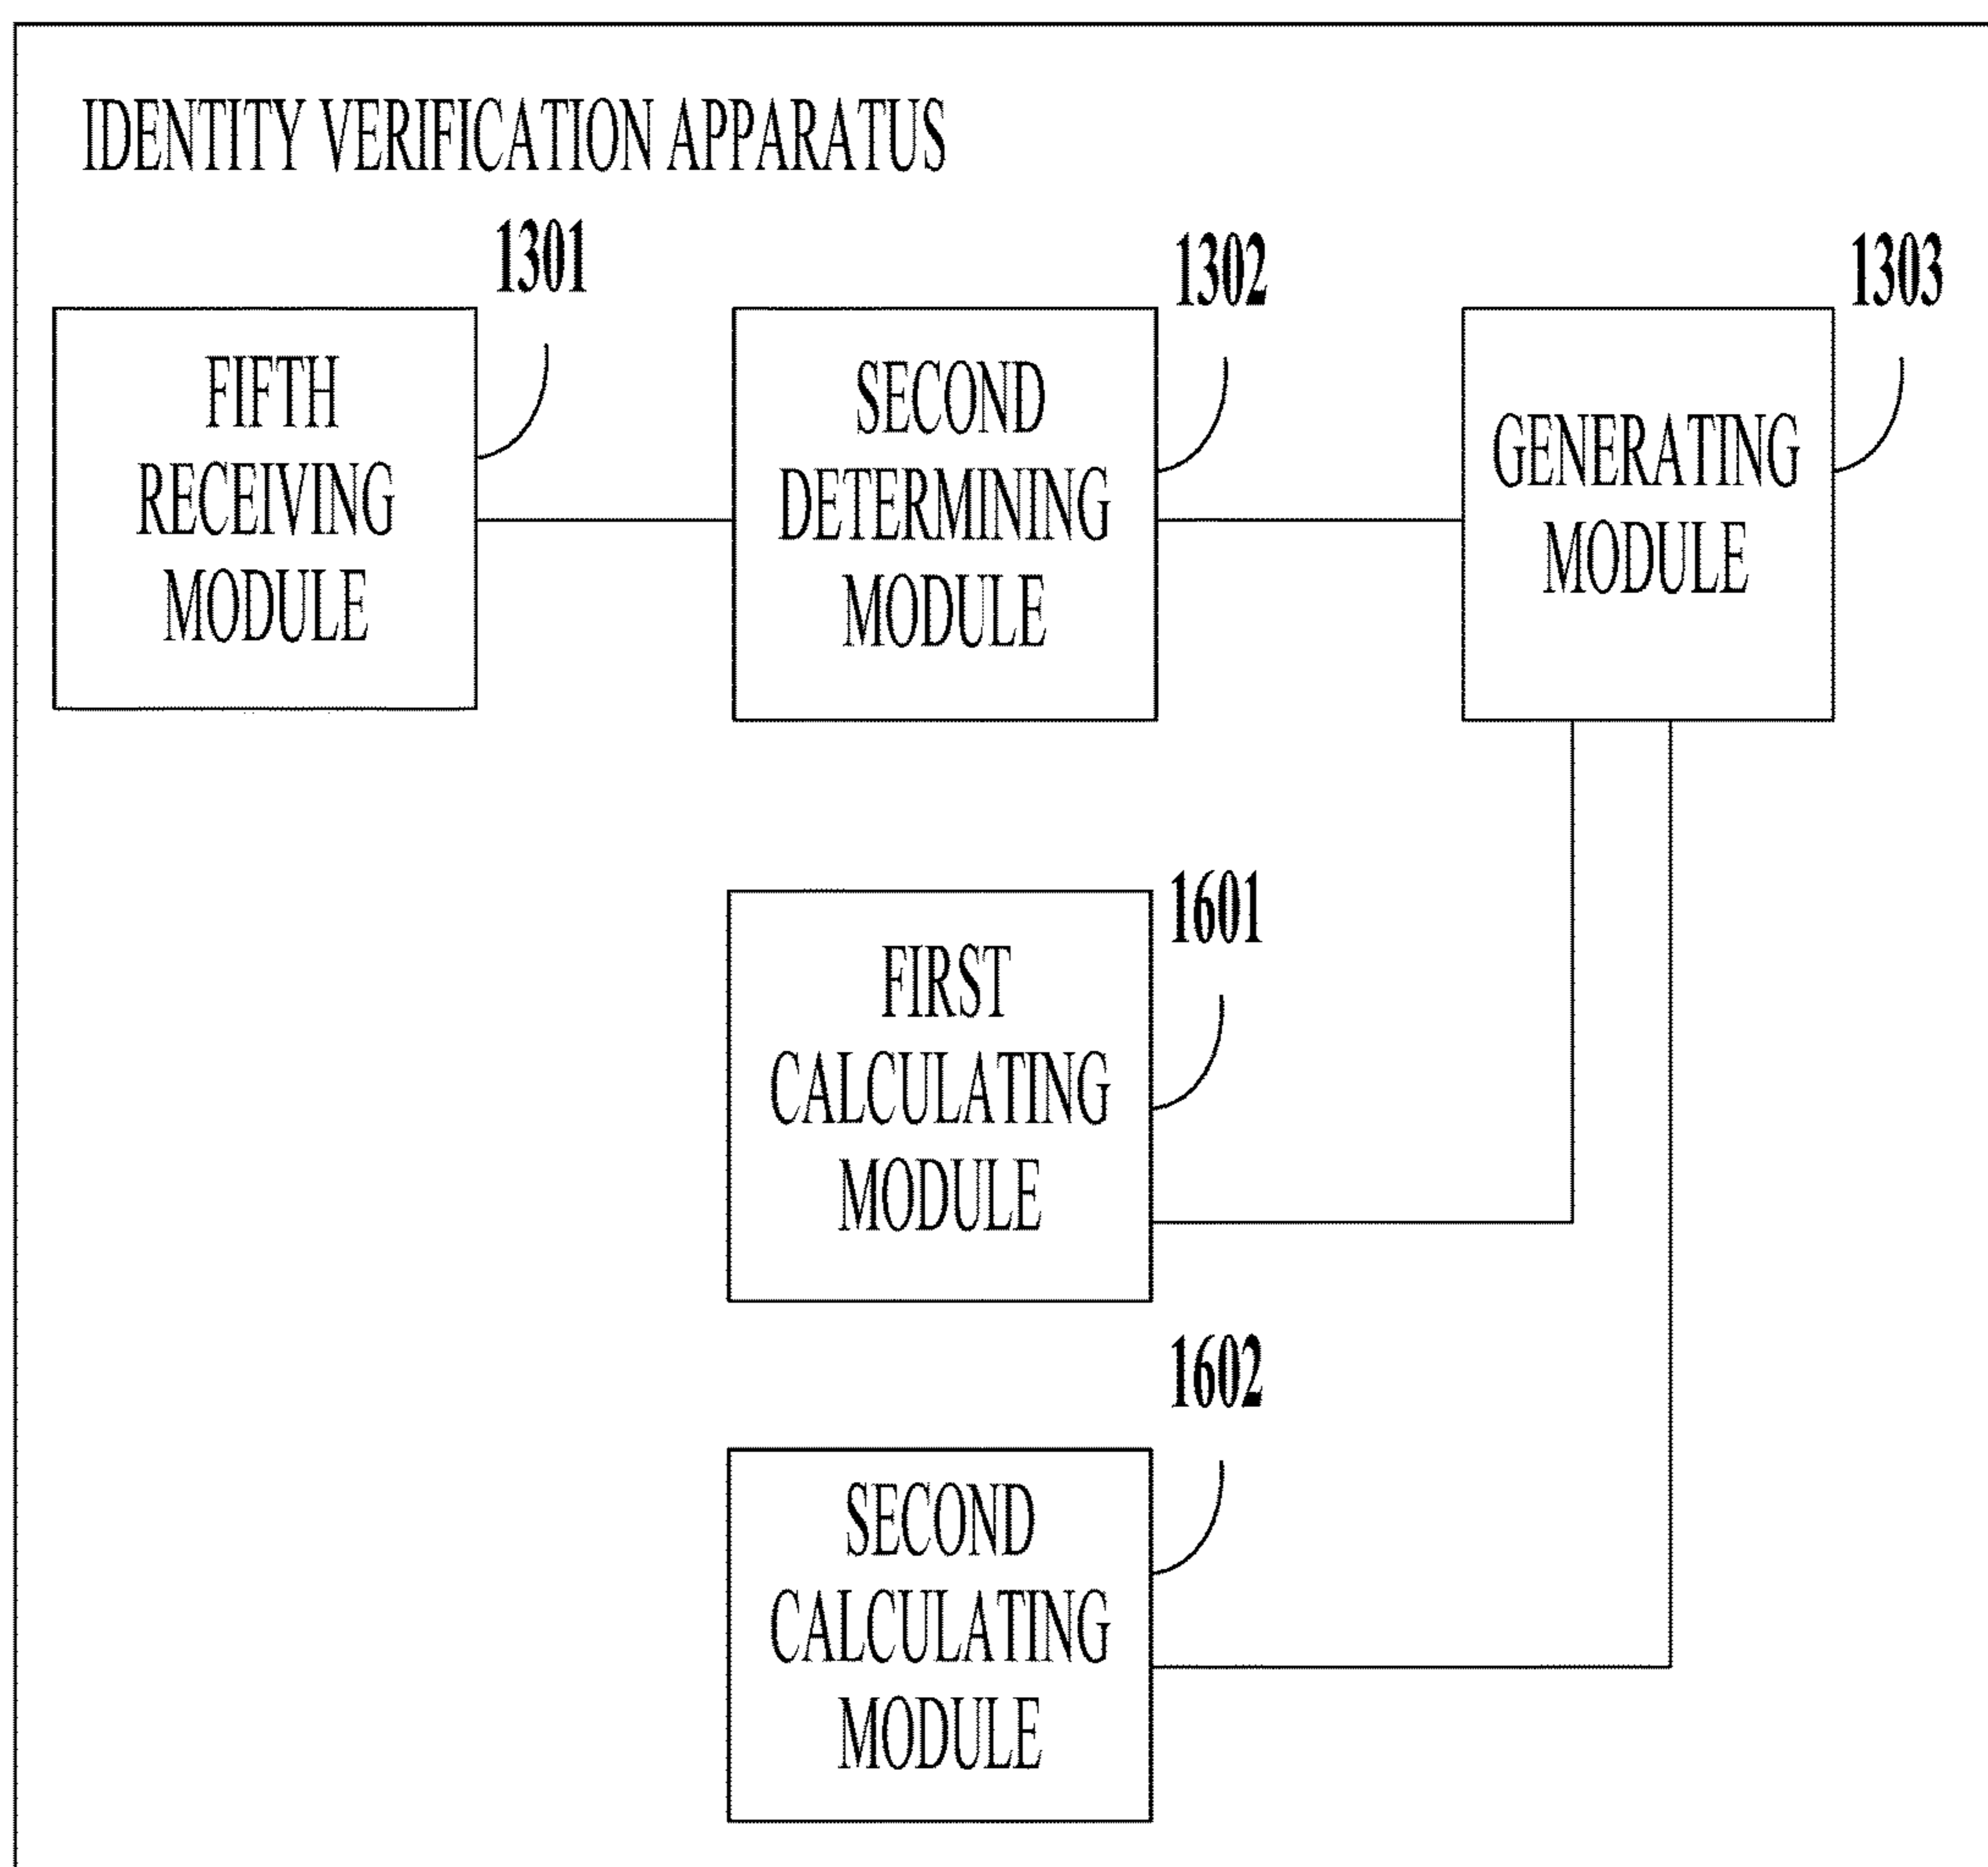 IDENTITY VERIFICATION APPARATUS
1301
1302
1303
FIFTH
RECEIVING
MODULE
SECOND
DETERMINING
MODULE
GENERATING
MODULE
1601
FIRST
CALCULATING
MODULE
1602
SECOND
CALCULATING
MODULE